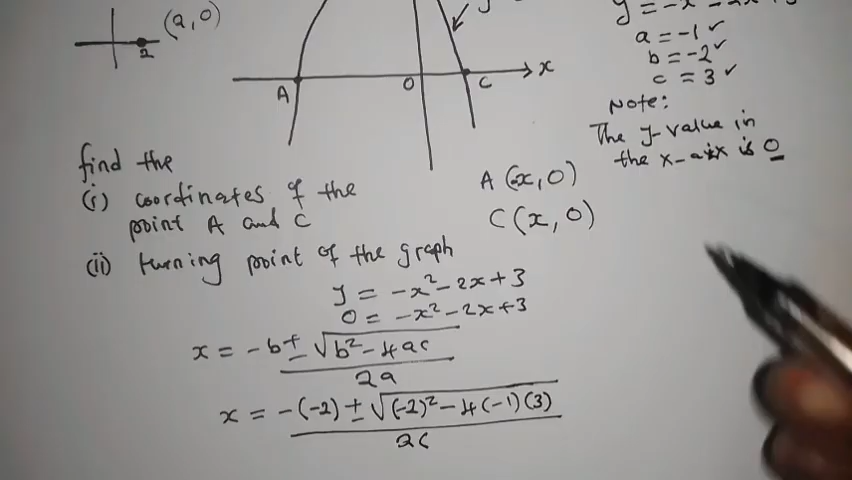 (2, 0)
2
y
x
A
O
C
y = -x² - 2x + 3
a = -1 ✓
b = -2 ✓
c = 3 ✓
Note:
The y-value in
the x-axix is 0
find the
(i) coordinates of the
point A and C
A (-x, 0)
C (x, 0)
(ii) turning point of the graph
y = -x² - 2x + 3
0 = -x² - 2x + 3
x = -b ± √b² - 4ac
2a
x = -(-2) ± √(-2)² - 4(-1)(3)
2(